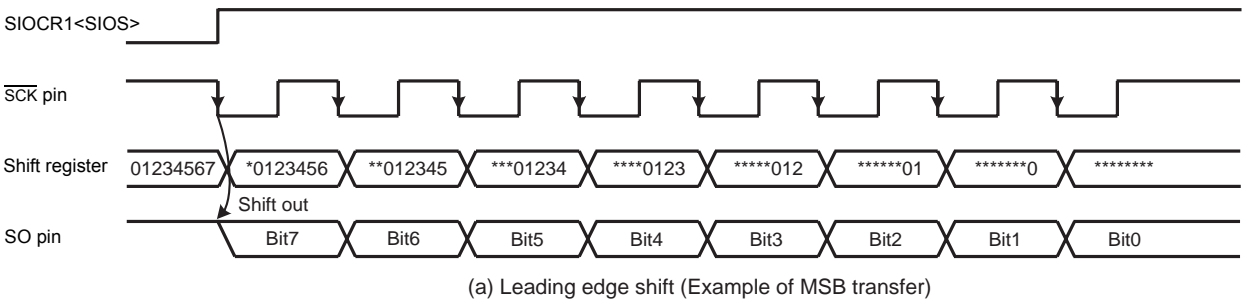 SIOCR1<SIOS>
SCK pin
Shift register 01234567 *0123456 **012345 ***01234 ****0123 *****012 ******01 *******0 ********
Shift out
SO pin Bit7 Bit6 Bit5 Bit4 Bit3 Bit2 Bit1 Bit0
(a) Leading edge shift (Example of MSB transfer)